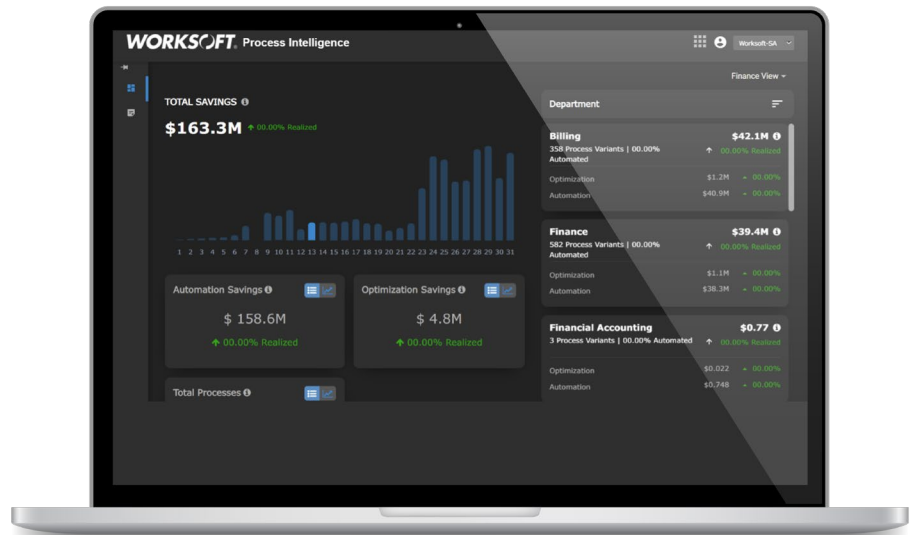 WORKSOFT® Process Intelligence
Worksoft-SA
Finance View
TOTAL SAVINGS
$163.3M 00.00% Realized
1 2 3 4 5 6 7 8 9 10 11 12 13 14 15 16 17 18 19 20 21 22 23 24 25 26 27 28 29 30 31
Automation Savings
$ 158.6M
00.00% Realized
Optimization Savings
$ 4.8M
00.00% Realized
Total Processes
Department
Billing $42.1M
358 Process Variants | 00.00% 00.00% Realized
Automated
Optimization $1.2M 00.00%
Automation $40.9M 00.00%
Finance $39.4M
582 Process Variants | 00.00% 00.00% Realized
Automated
Optimization $1.1M 00.00%
Automation $38.3M 00.00%
Financial Accounting $0.77
3 Process Variants | 00.00% Automated 00.00% Realized
Optimization $0.022 00.00%
Automation $0.748 00.00%